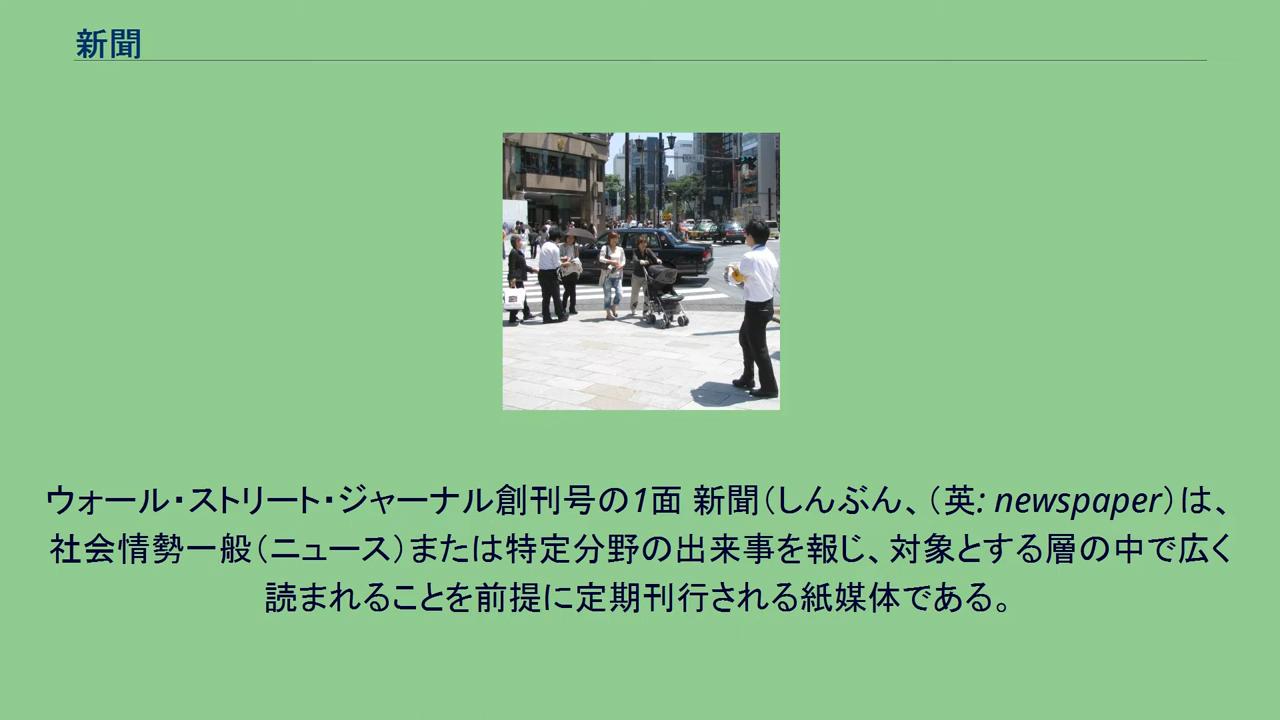 新聞
ウォール・ストリート・ジャーナル創刊号の1面 新聞（しんぶん、（英: newspaper）は、
社会情勢一般（ニュース）または特定分野の出来事を報じ、対象とする層の中で広く
読まれることを前提に定期刊行される紙媒体である。